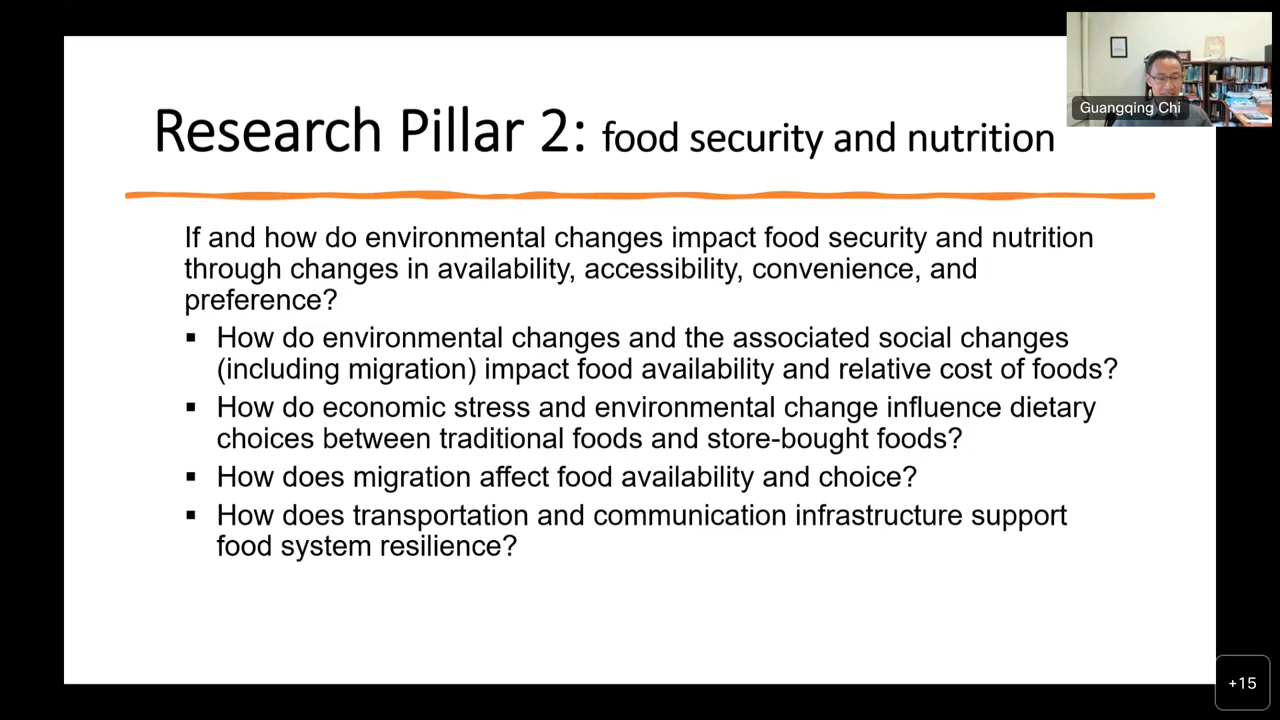 Research Pillar 2: food security and nutrition
Guangqing Chi
If and how do environmental changes impact food security and nutrition
through changes in availability, accessibility, convenience, and
preference?
▪ How do environmental changes and the associated social changes
(including migration) impact food availability and relative cost of foods?
▪ How do economic stress and environmental change influence dietary
choices between traditional foods and store-bought foods?
▪ How does migration affect food availability and choice?
▪ How does transportation and communication infrastructure support
food system resilience?
+15